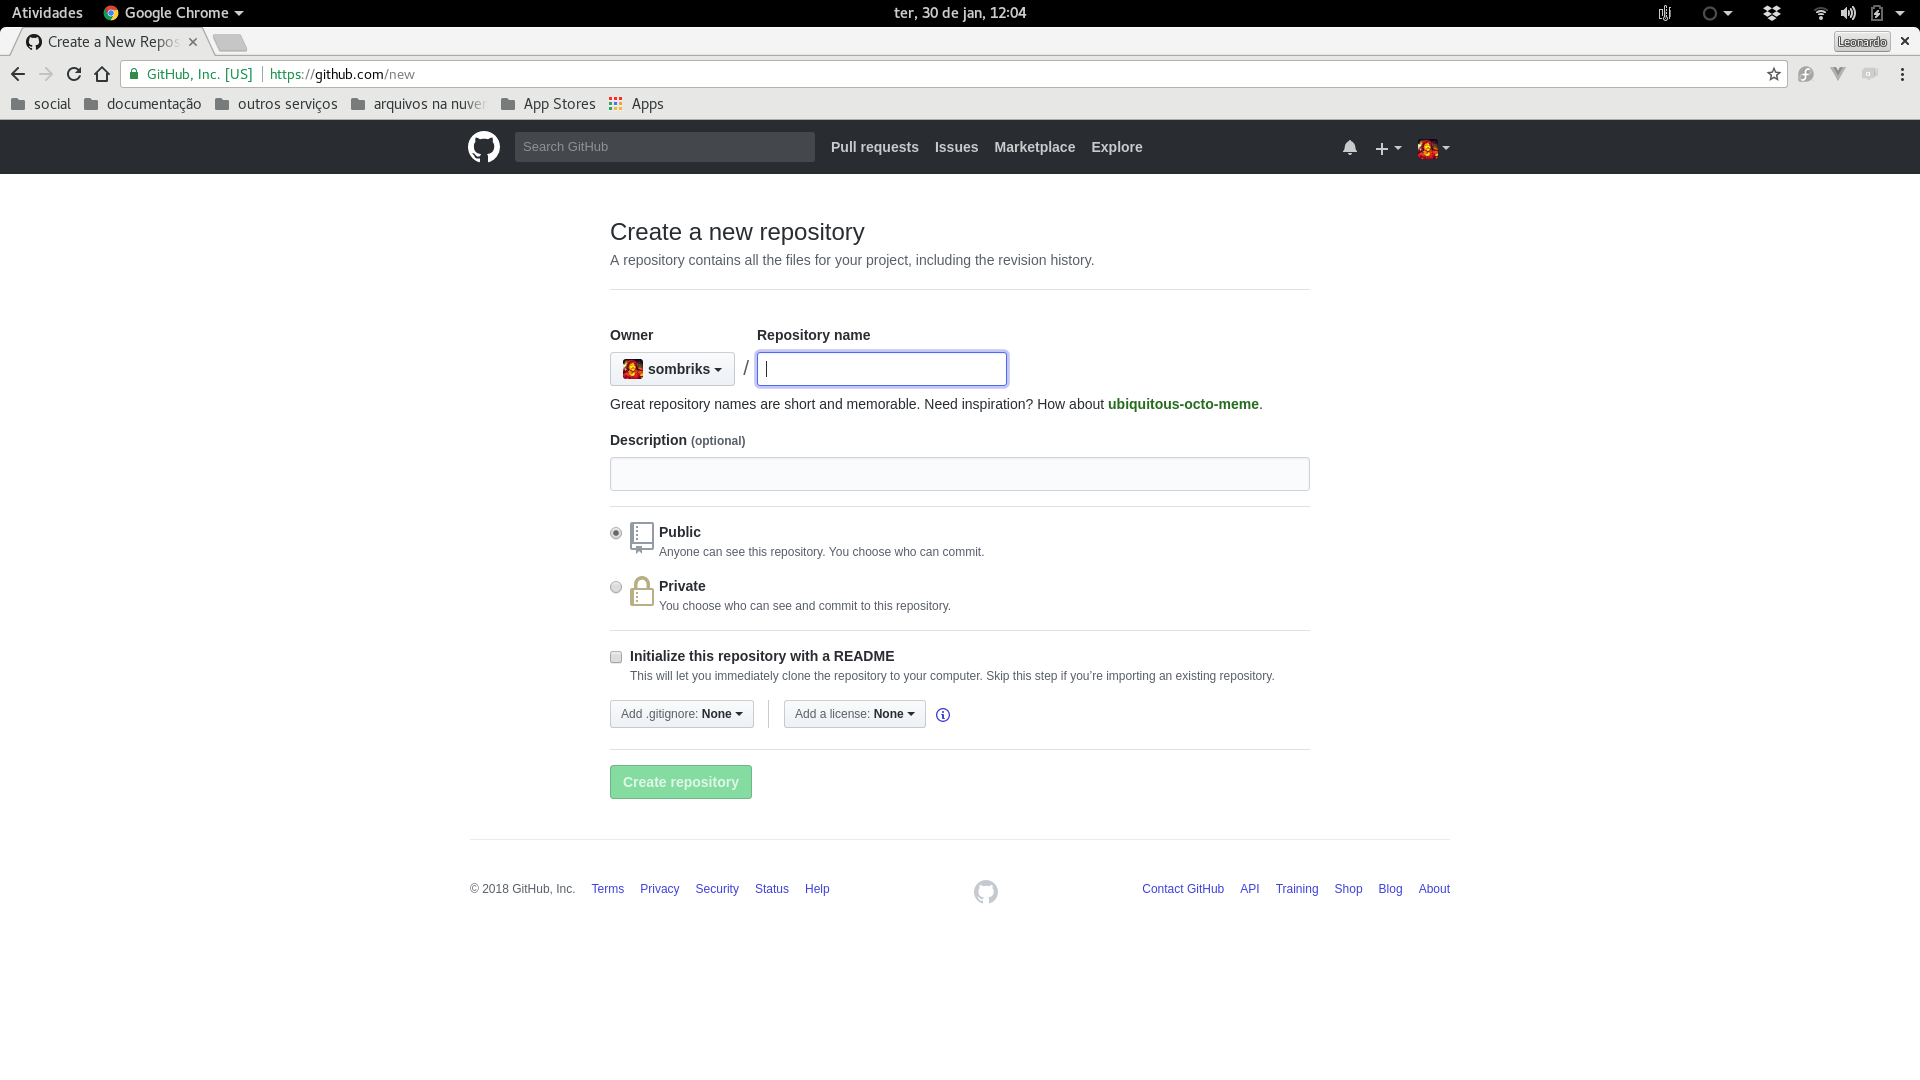 Atividades Google Chrome ter, 30 de jan, 12:04
Create a New Repos Leonardo
GitHub, Inc. [US] https://github.com/new
social documentação outros serviços arquivos na nuve App Stores Apps
Search GitHub Pull requests Issues Marketplace Explore
Create a new repository
A repository contains all the files for your project, including the revision history.
Owner Repository name
sombriks / 
Great repository names are short and memorable. Need inspiration? How about ubiquitous-octo-meme.
Description (optional)
Public
Anyone can see this repository. You choose who can commit.
Private
You choose who can see and commit to this repository.
Initialize this repository with a README
This will let you immediately clone the repository to your computer. Skip this step if you’re importing an existing repository.
Add .gitignore: None Add a license: None
Create repository
© 2018 GitHub, Inc. Terms Privacy Security Status Help Contact GitHub API Training Shop Blog About